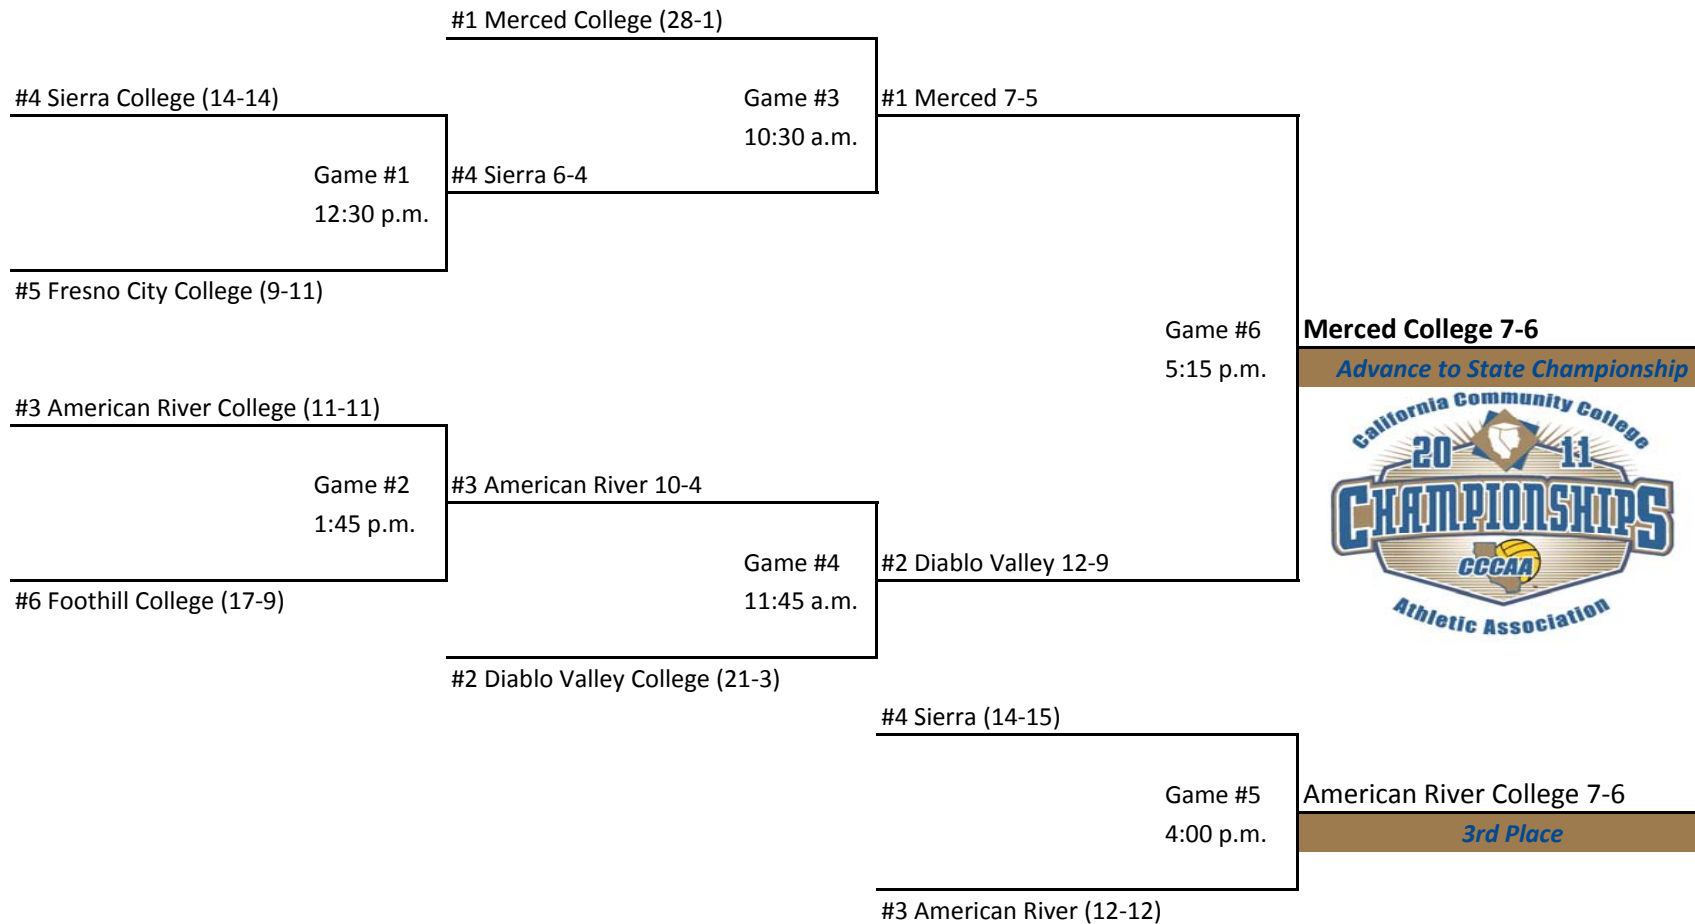 #1 Merced College (28-1)
#4 Sierra College (14-14)
Game #3
#1 Merced 7-5
10:30 a.m.
Game #1
#4 Sierra 6-4
12:30 p.m.
#5 Fresno City College (9-11)
Game #6
Merced College 7-6
5:15 p.m.
Advance to State Championship
#3 American River College (11-11)
California Community College
20 11
CHAMPIONSHIPS
CCCAA
Athletic Association
Game #2
#3 American River 10-4
1:45 p.m.
Game #4
#2 Diablo Valley 12-9
#6 Foothill College (17-9)
11:45 a.m.
#2 Diablo Valley College (21-3)
#4 Sierra (14-15)
Game #5
American River College 7-6
4:00 p.m.
3rd Place
#3 American River (12-12)